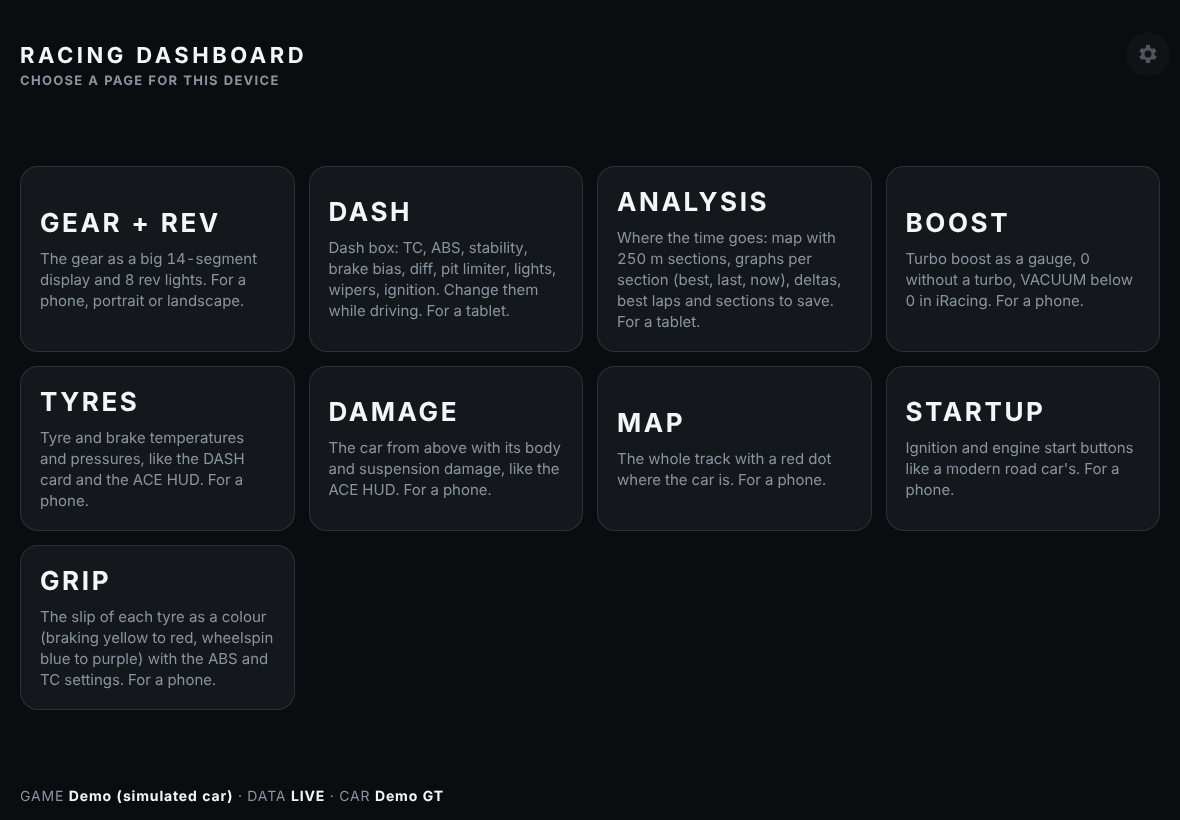 RACING DASHBOARD
CHOOSE A PAGE FOR THIS DEVICE
GEAR + REV
The gear as a big 14-segment
display and 8 rev lights. For a
phone, portrait or landscape.
DASH
Dash box: TC, ABS, stability,
brake bias, diff, pit limiter, lights,
wipers, ignition. Change them
while driving. For a tablet.
ANALYSIS
Where the time goes: map with
250 m sections, graphs per
section (best, last, now), deltas,
best laps and sections to save.
For a tablet.
BOOST
Turbo boost as a gauge, 0
without a turbo, VACUUM below
0 in iRacing. For a phone.
TYRES
Tyre and brake temperatures
and pressures, like the DASH
card and the ACE HUD. For a
phone.
DAMAGE
The car from above with its body
and suspension damage, like the
ACE HUD. For a phone.
MAP
The whole track with a red dot
where the car is. For a phone.
STARTUP
Ignition and engine start buttons
like a modern road car's. For a
phone.
GRIP
The slip of each tyre as a colour
(braking yellow to red, wheelspin
blue to purple) with the ABS and
TC settings. For a phone.
GAME Demo (simulated car) · DATA LIVE · CAR Demo GT